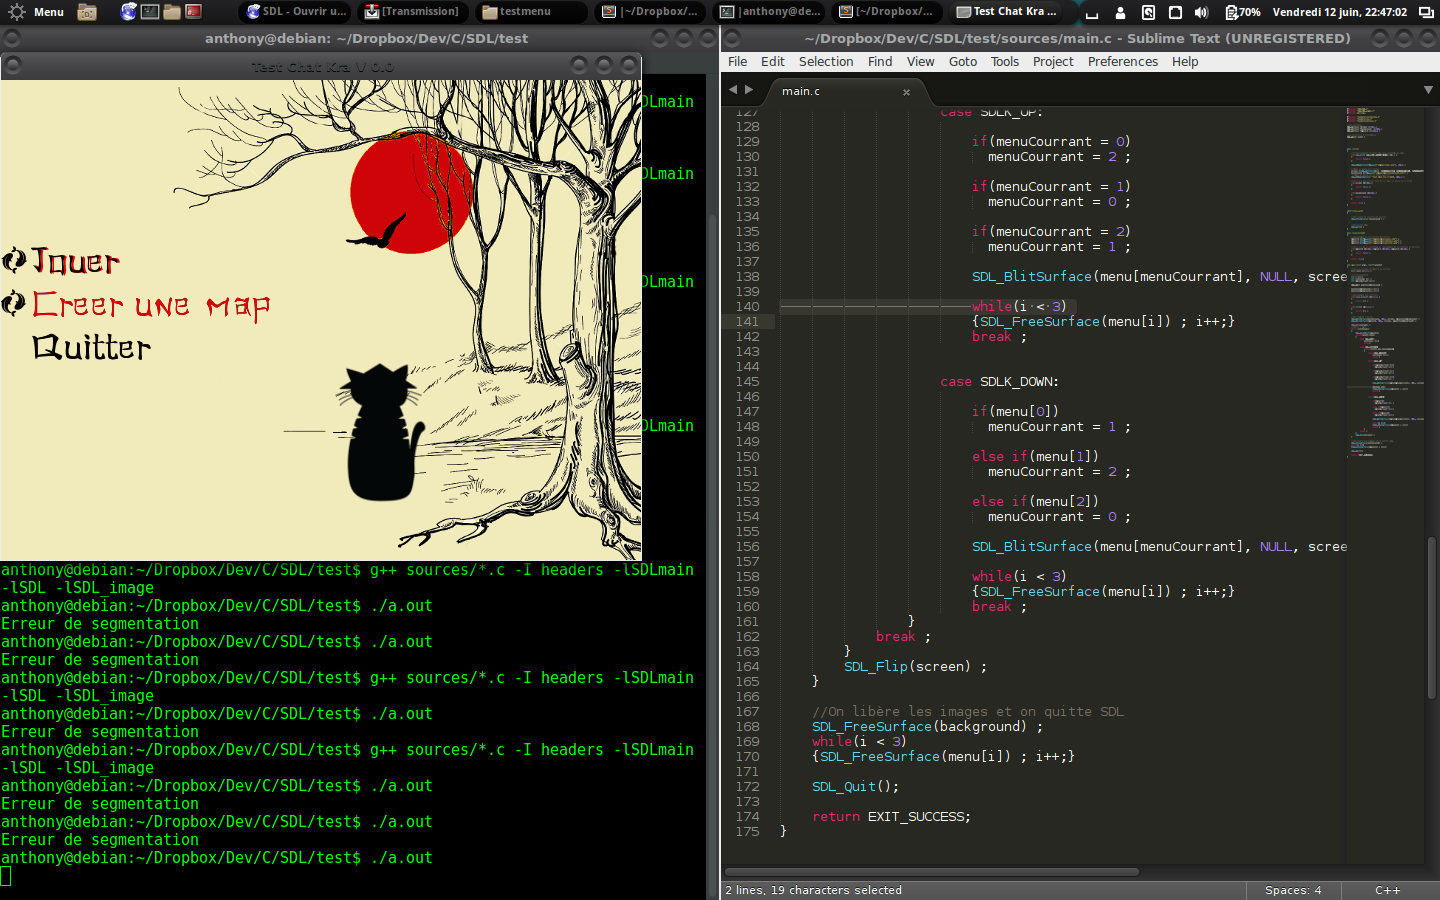 Menu
SDL - Ouvrir u...
[Transmission]
testmenu
|~/Dropbox/...
|anthony@de...
[~/Dropbox/...
Test Chat Kra ...
70%
Vendredi 12 juin, 22:47:02
anthony@debian: ~/Dropbox/Dev/C/SDL/test
Test Chat Kra V 0.0
DLmain
DLmain
DLmain
DLmain
Jouer
Creer une map
Quitter
anthony@debian:~/Dropbox/Dev/C/SDL/test$ g++ sources/*.c -I headers -lSDLmain
-lSDL -lSDL_image
anthony@debian:~/Dropbox/Dev/C/SDL/test$ ./a.out
Erreur de segmentation
anthony@debian:~/Dropbox/Dev/C/SDL/test$ ./a.out
Erreur de segmentation
anthony@debian:~/Dropbox/Dev/C/SDL/test$ g++ sources/*.c -I headers -lSDLmain
-lSDL -lSDL_image
anthony@debian:~/Dropbox/Dev/C/SDL/test$ ./a.out
Erreur de segmentation
anthony@debian:~/Dropbox/Dev/C/SDL/test$ g++ sources/*.c -I headers -lSDLmain
-lSDL -lSDL_image
anthony@debian:~/Dropbox/Dev/C/SDL/test$ ./a.out
Erreur de segmentation
anthony@debian:~/Dropbox/Dev/C/SDL/test$ ./a.out
Erreur de segmentation
anthony@debian:~/Dropbox/Dev/C/SDL/test$ ./a.out
~/Dropbox/Dev/C/SDL/test/sources/main.c - Sublime Text (UNREGISTERED)
File Edit Selection Find View Goto Tools Project Preferences Help
main.c
127 case SDLK_UP:
128
129 if(menuCourrant = 0)
130 menuCourrant = 2 ;
131
132 if(menuCourrant = 1)
133 menuCourrant = 0 ;
134
135 if(menuCourrant = 2)
136 menuCourrant = 1 ;
137
138 SDL_BlitSurface(menu[menuCourrant], NULL, scree
139
140 while(i < 3)
141 {SDL_FreeSurface(menu[i]) ; i++;}
142 break ;
143
144
145 case SDLK_DOWN:
146
147 if(menu[0])
148 menuCourrant = 1 ;
149
150 else if(menu[1])
151 menuCourrant = 2 ;
152
153 else if(menu[2])
154 menuCourrant = 0 ;
155
156 SDL_BlitSurface(menu[menuCourrant], NULL, scree
157
158 while(i < 3)
159 {SDL_FreeSurface(menu[i]) ; i++;}
160 break ;
161 }
162 break ;
163 }
164 SDL_Flip(screen) ;
165 }
166
167 //On libère les images et on quitte SDL
168 SDL_FreeSurface(background) ;
169 while(i < 3)
170 {SDL_FreeSurface(menu[i]) ; i++;}
171
172 SDL_Quit();
173
174 return EXIT_SUCCESS;
175 }
2 lines, 19 characters selected
Spaces: 4
C++